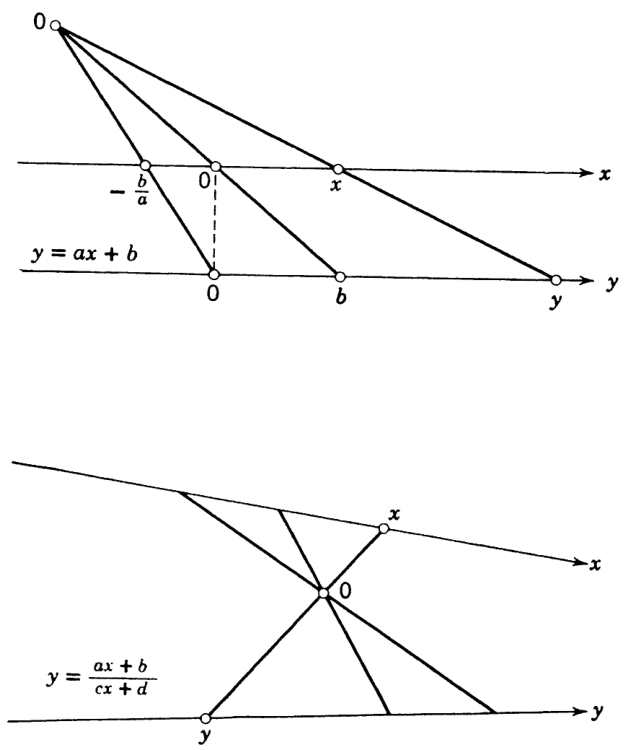 0
-b/a 0 x x
y = ax + b
0 b y y
x
x
0
y = (ax + b)/(cx + d)
y y